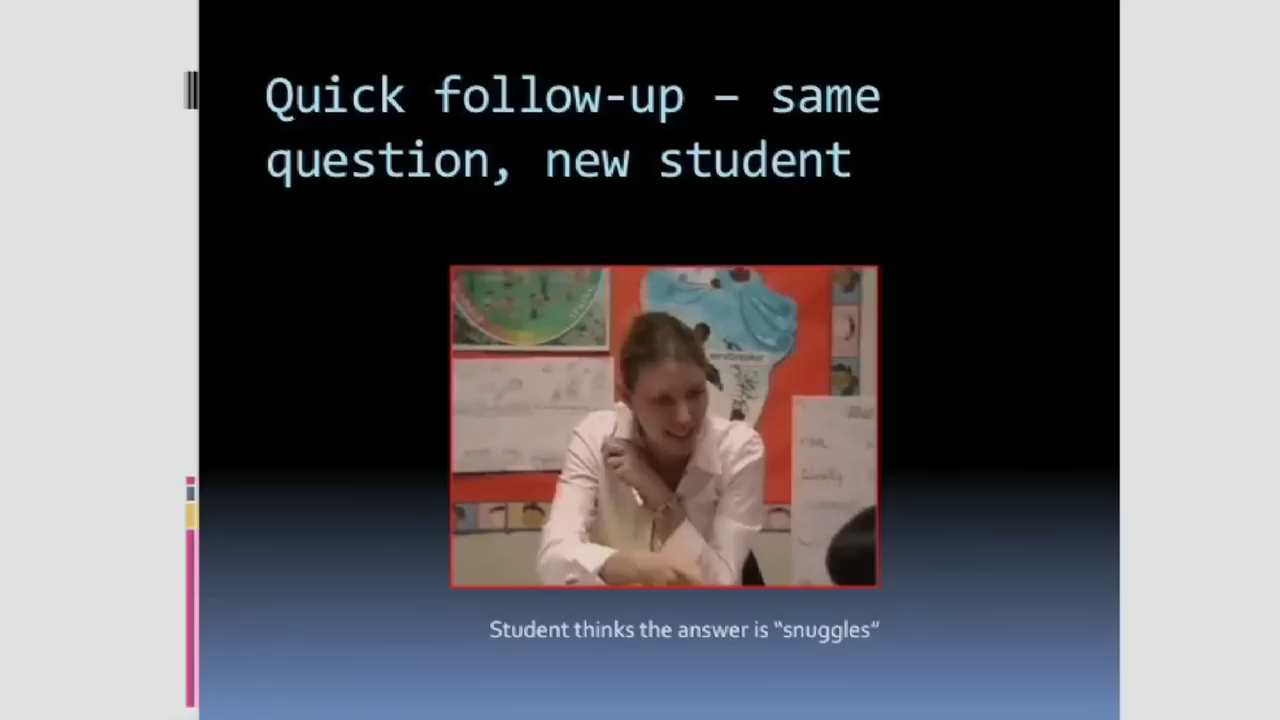 Quick follow-up – same
question, new student
Student thinks the answer is “snuggles”